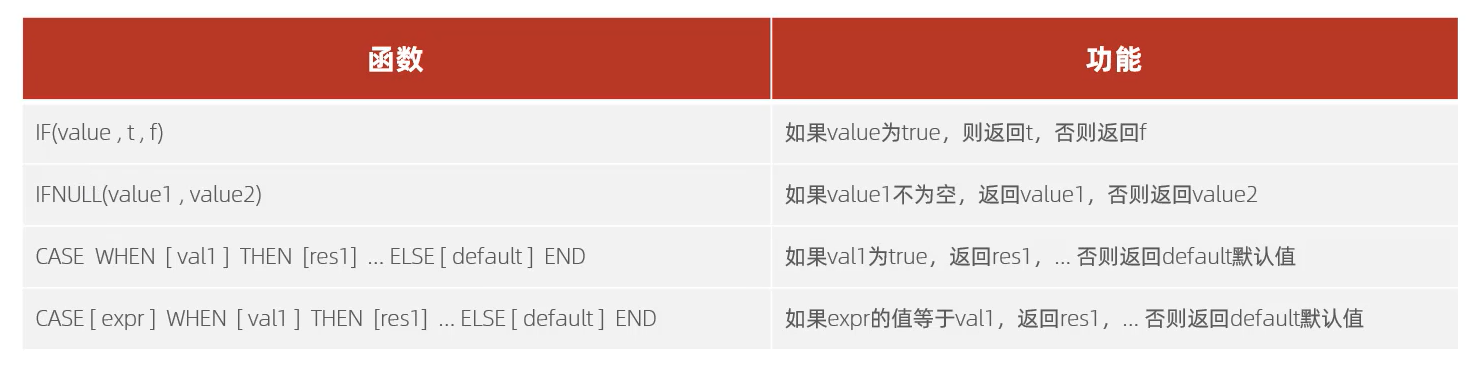 函数 功能
IF(value , t , f) 如果value为true，则返回t，否则返回f
IFNULL(value1 , value2) 如果value1不为空，返回value1，否则返回value2
CASE WHEN [ val1 ] THEN [res1] ... ELSE [ default ] END 如果val1为true，返回res1，... 否则返回default默认值
CASE [ expr ] WHEN [ val1 ] THEN [res1] ... ELSE [ default ] END 如果expr的值等于val1，返回res1，... 否则返回default默认值